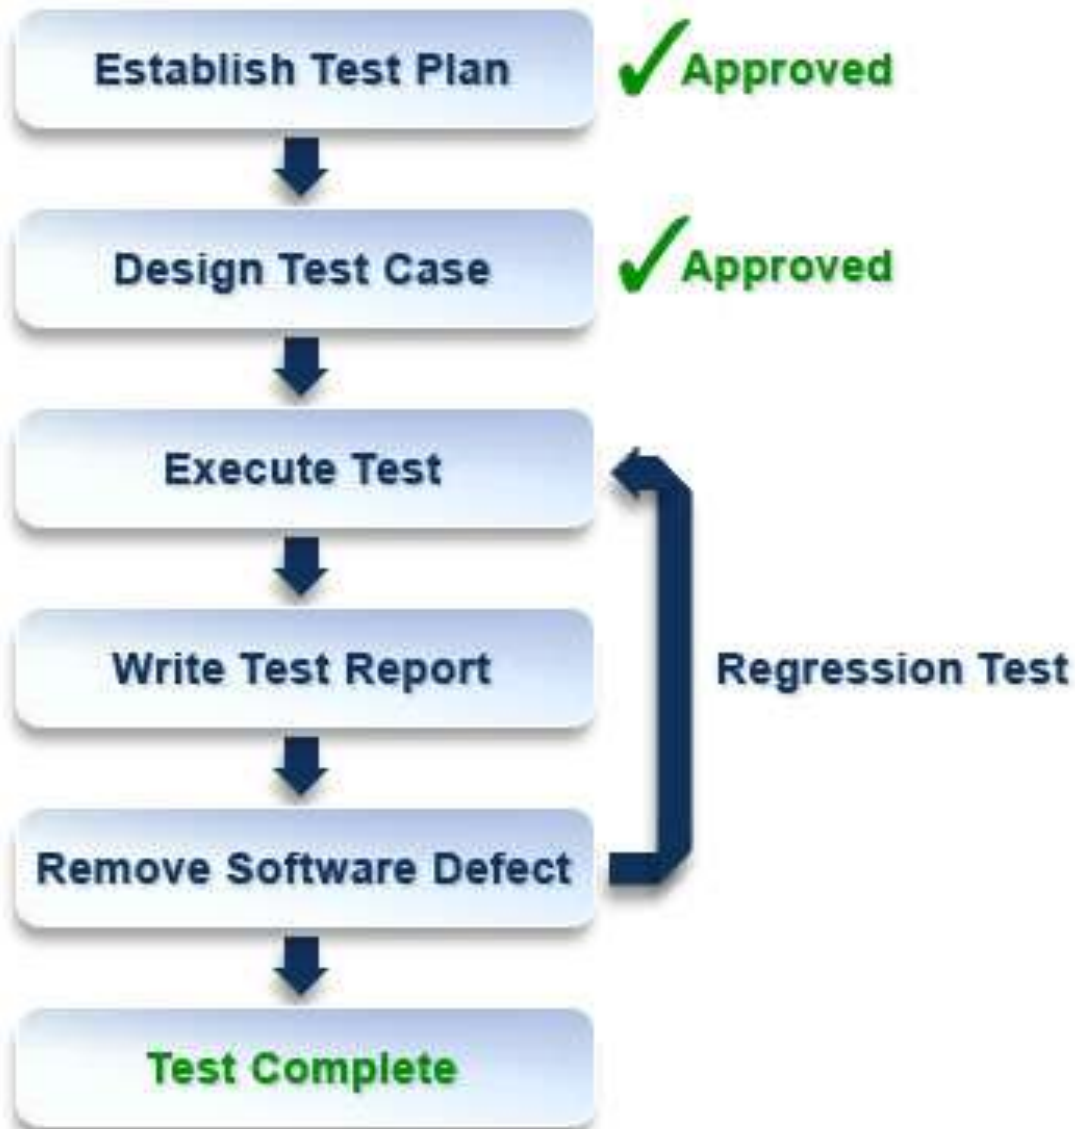 Establish Test Plan
Approved
Design Test Case
Approved
Execute Test
Write Test Report
Regression Test
Remove Software Defect
Test Complete